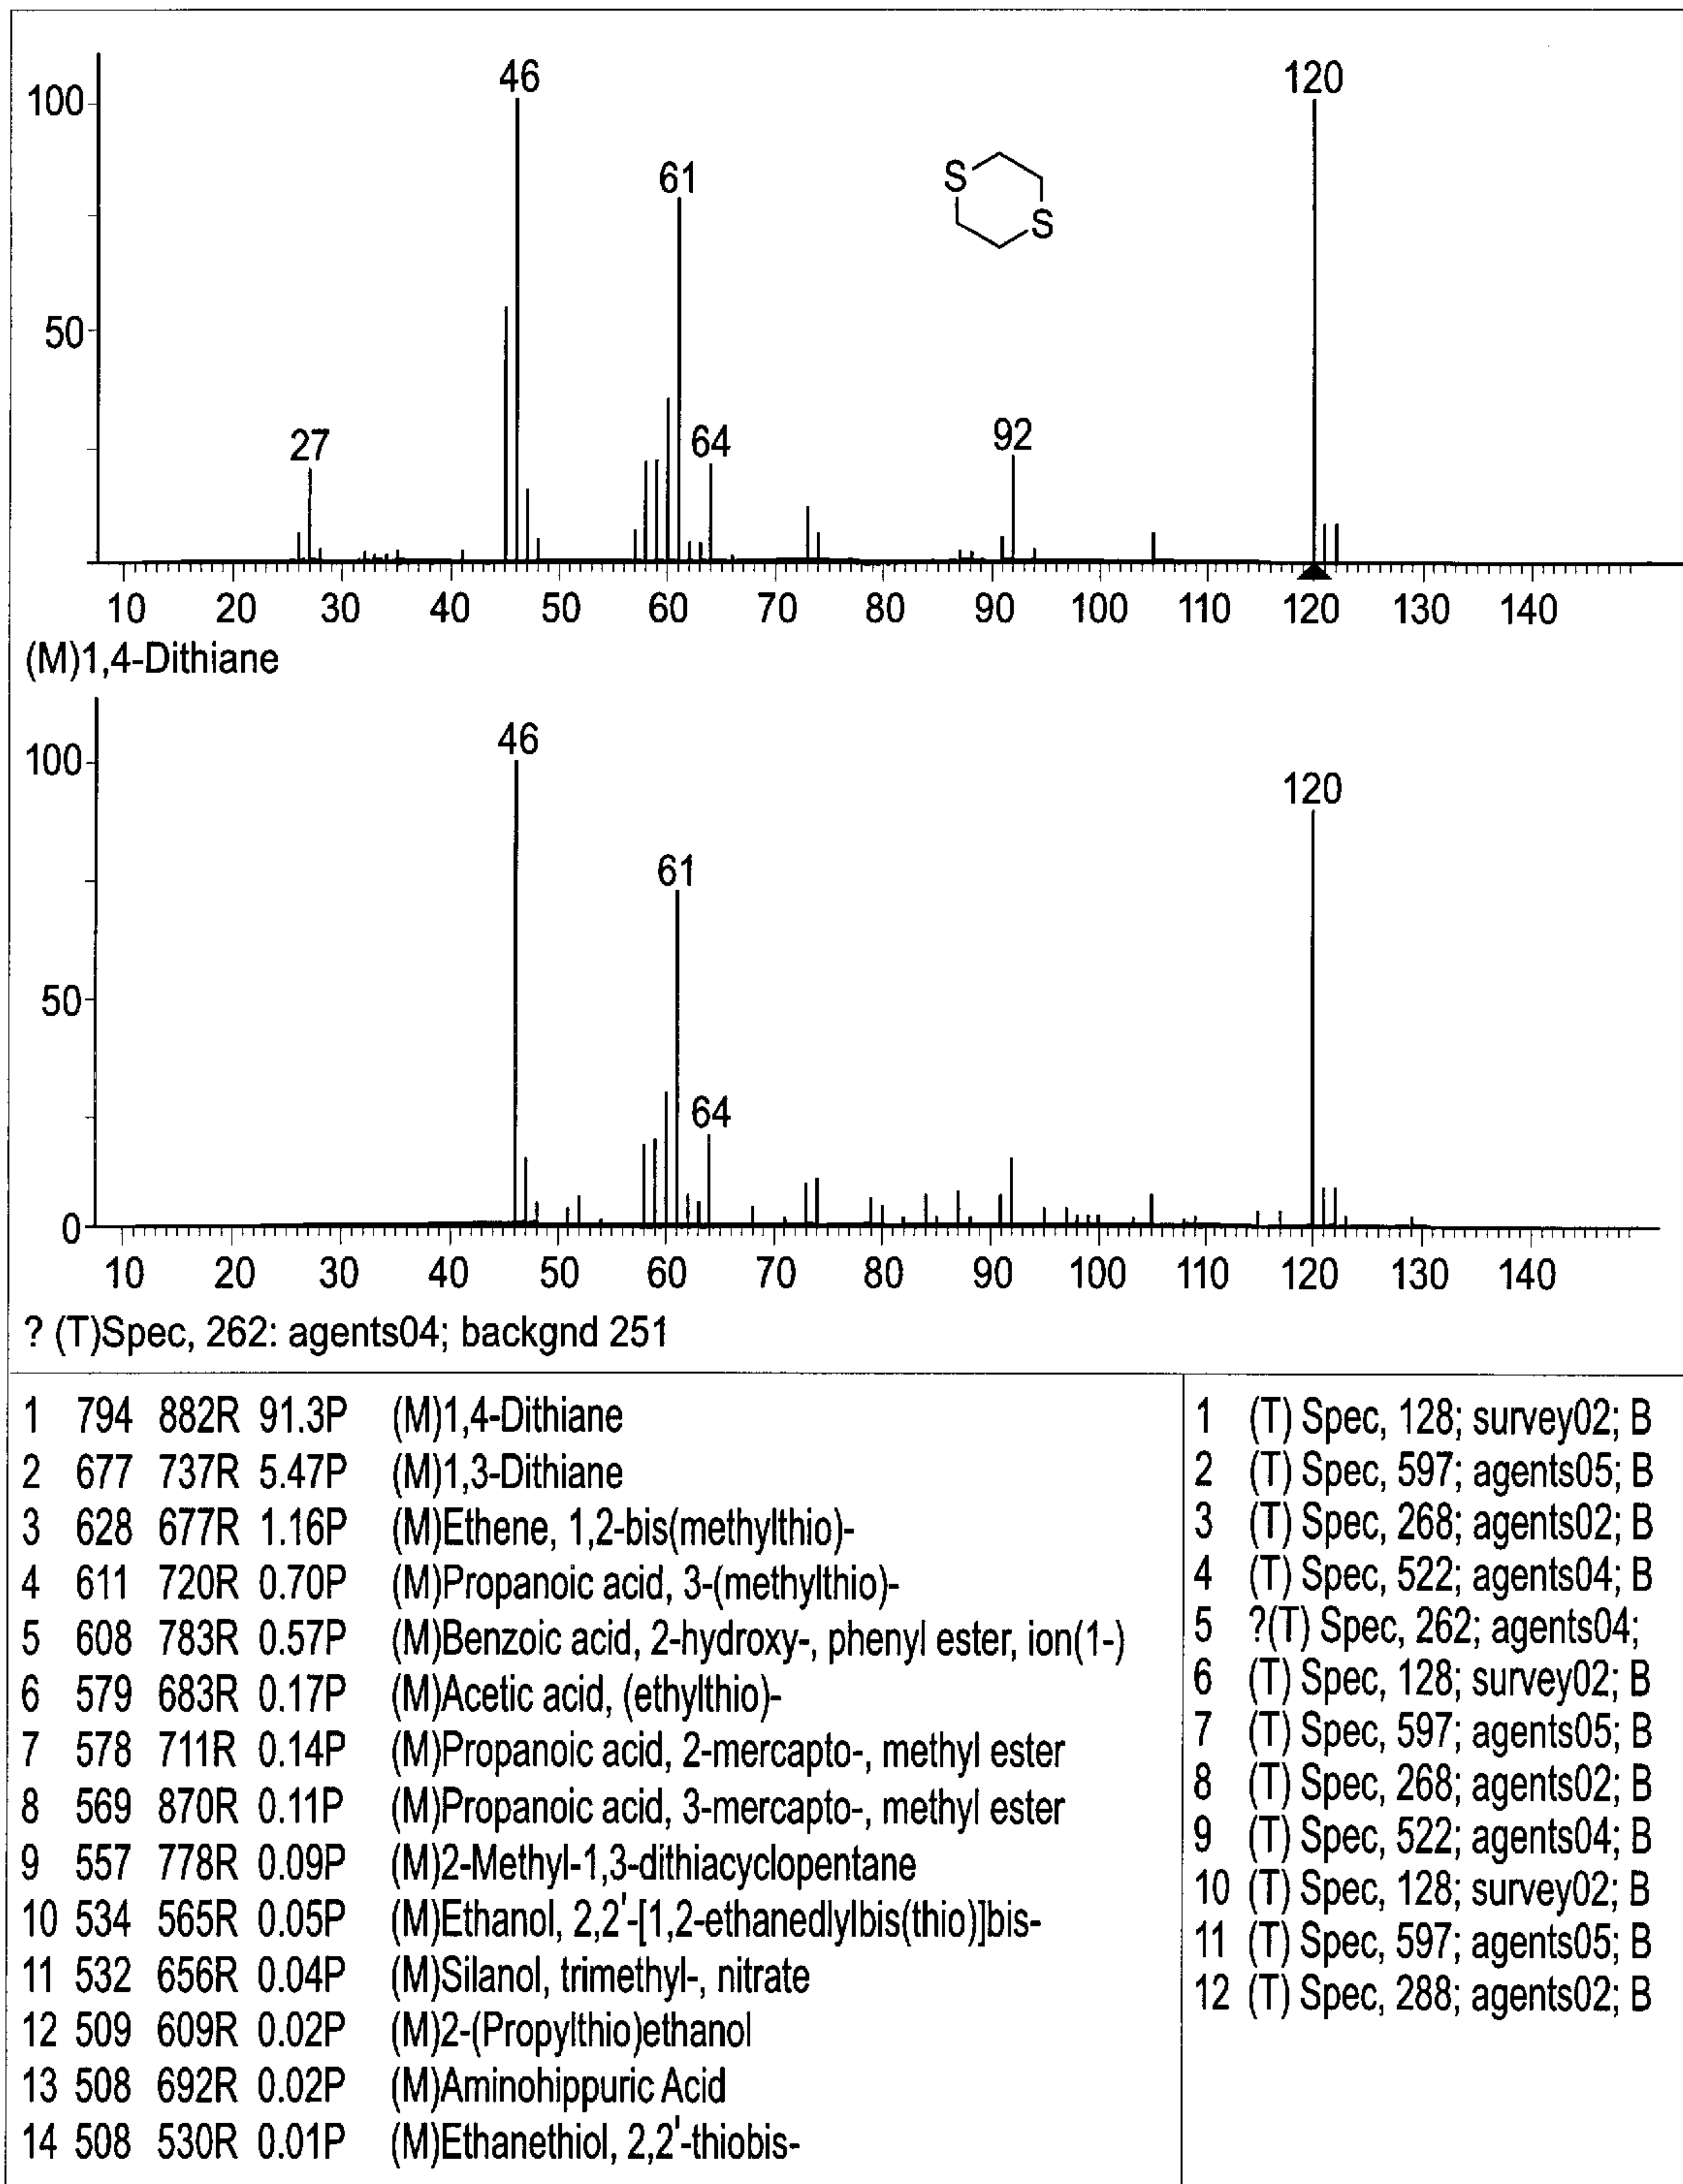 100
46
120
61
S
S
50
27
64
92
10 20 30 40 50 60 70 80 90 100 110 120 130 140
(M)1,4-Dithiane
100
46
120
61
50
64
0
10 20 30 40 50 60 70 80 90 100 110 120 130 140
? (T)Spec, 262: agents04; backgnd 251
1 794 882R 91.3P (M)1,4-Dithiane
2 677 737R 5.47P (M)1,3-Dithiane
3 628 677R 1.16P (M)Ethene, 1,2-bis(methylthio)-
4 611 720R 0.70P (M)Propanoic acid, 3-(methylthio)-
5 608 783R 0.57P (M)Benzoic acid, 2-hydroxy-, phenyl ester, ion(1-)
6 579 683R 0.17P (M)Acetic acid, (ethylthio)-
7 578 711R 0.14P (M)Propanoic acid, 2-mercapto-, methyl ester
8 569 870R 0.11P (M)Propanoic acid, 3-mercapto-, methyl ester
9 557 778R 0.09P (M)2-Methyl-1,3-dithiacyclopentane
10 534 565R 0.05P (M)Ethanol, 2,2'-[1,2-ethanedlylbis(thio)]bis-
11 532 656R 0.04P (M)Silanol, trimethyl-, nitrate
12 509 609R 0.02P (M)2-(Propylthio)ethanol
13 508 692R 0.02P (M)Aminohippuric Acid
14 508 530R 0.01P (M)Ethanethiol, 2,2'-thiobis-
1 (T) Spec, 128; survey02; B
2 (T) Spec, 597; agents05; B
3 (T) Spec, 268; agents02; B
4 (T) Spec, 522; agents04; B
5 ?(T) Spec, 262; agents04;
6 (T) Spec, 128; survey02; B
7 (T) Spec, 597; agents05; B
8 (T) Spec, 268; agents02; B
9 (T) Spec, 522; agents04; B
10 (T) Spec, 128; survey02; B
11 (T) Spec, 597; agents05; B
12 (T) Spec, 288; agents02; B